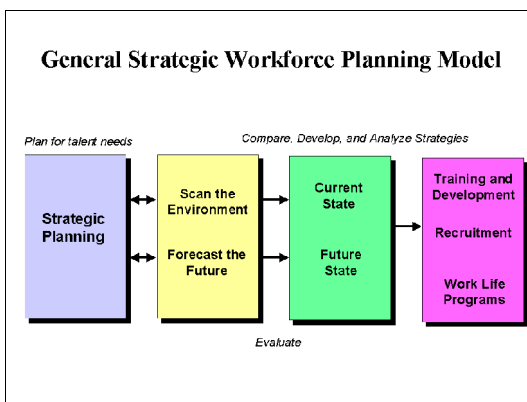 General Strategic Workforce Planning Model
Plan for talent needs
Compare, Develop, and Analyze Strategies
Strategic
Planning
Scan the
Environment
Forecast the
Future
Current
State
Future
State
Training and
Development
Recruitment
Work Life
Programs
Evaluate